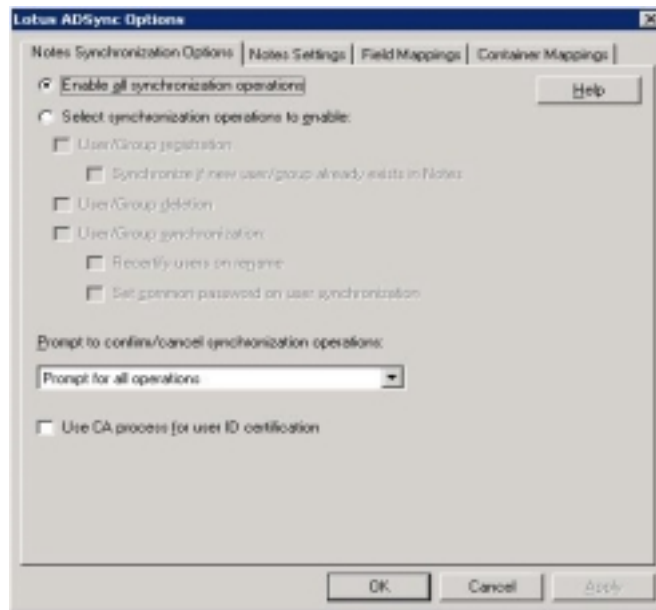 Lotus ADSync Options
Notes Synchronization Options Notes Settings Field Mappings Container Mappings
Enable all synchronization operations
Help
Select synchronization operations to enable:
User/Group registration
Synchronize if new user/group already exists in Notes
User/Group deletion
User/Group synchronization:
Recertify users on rename
Set common password on user synchronization
Prompt to confirm/cancel synchronization operations:
Prompt for all operations
Use CA process for user ID certification
OK Cancel Apply